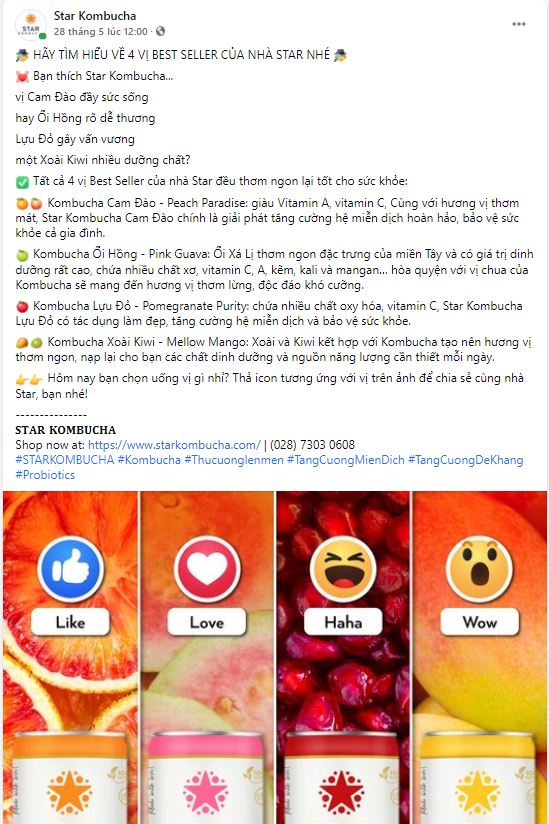 STAR
KOMBUCHA
Star Kombucha
28 tháng 5 lúc 12:00 ·
HÃY TÌM HIỂU VỀ 4 VỊ BEST SELLER CỦA NHÀ STAR NHÉ
💓 Bạn thích Star Kombucha...
vị Cam Đào đầy sức sống
hay Ổi Hồng rõ dễ thương
Lựu Đỏ gây vấn vương
một Xoài Kiwi nhiều dưỡng chất?
✅ Tất cả 4 vị Best Seller của nhà Star đều thơm ngon lại tốt cho sức khỏe:
🍊🍑 Kombucha Cam Đào - Peach Paradise: giàu Vitamin A, vitamin C, Cùng với hương vị thơm
mát, Star Kombucha Cam Đào chính là giải phát tăng cường hệ miễn dịch hoàn hảo, bảo vệ sức
khỏe cả gia đình.
🍏 Kombucha Ổi Hồng - Pink Guava: Ổi Xá Lị thơm ngon đặc trưng của miền Tây và có giá trị dinh
dưỡng rất cao, chứa nhiều chất xơ, vitamin C, A, kẽm, kali và mangan... hòa quyện với vị chua của
Kombucha sẽ mang đến hương vị thơm lừng, độc đáo khó cưỡng.
🍎 Kombucha Lựu Đỏ - Pomegranate Purity: chứa nhiều chất oxy hóa, vitamin C, Star Kombucha
Lựu Đỏ có tác dụng làm đẹp, tăng cường hệ miễn dịch và bảo vệ sức khỏe.
🥭🥝 Kombucha Xoài Kiwi - Mellow Mango: Xoài và Kiwi kết hợp với Kombucha tạo nên hương vị
thơm ngon, nạp lại cho bạn các chất dinh dưỡng và nguồn năng lượng cần thiết mỗi ngày.
👉👉 Hôm nay bạn chọn uống vị gì nhỉ? Thả icon tương ứng với vị trên ảnh để chia sẻ cùng nhà
Star, bạn nhé!
---------------
STAR KOMBUCHA
Shop now at: https://www.starkombucha.com/ | (028) 7303 0608
#STARKOMBUCHA #Kombucha #Thucuonglenmen #TangCuongMienDich #TangCuongDeKhang
#Probiotics
Like
Love
Haha
Wow